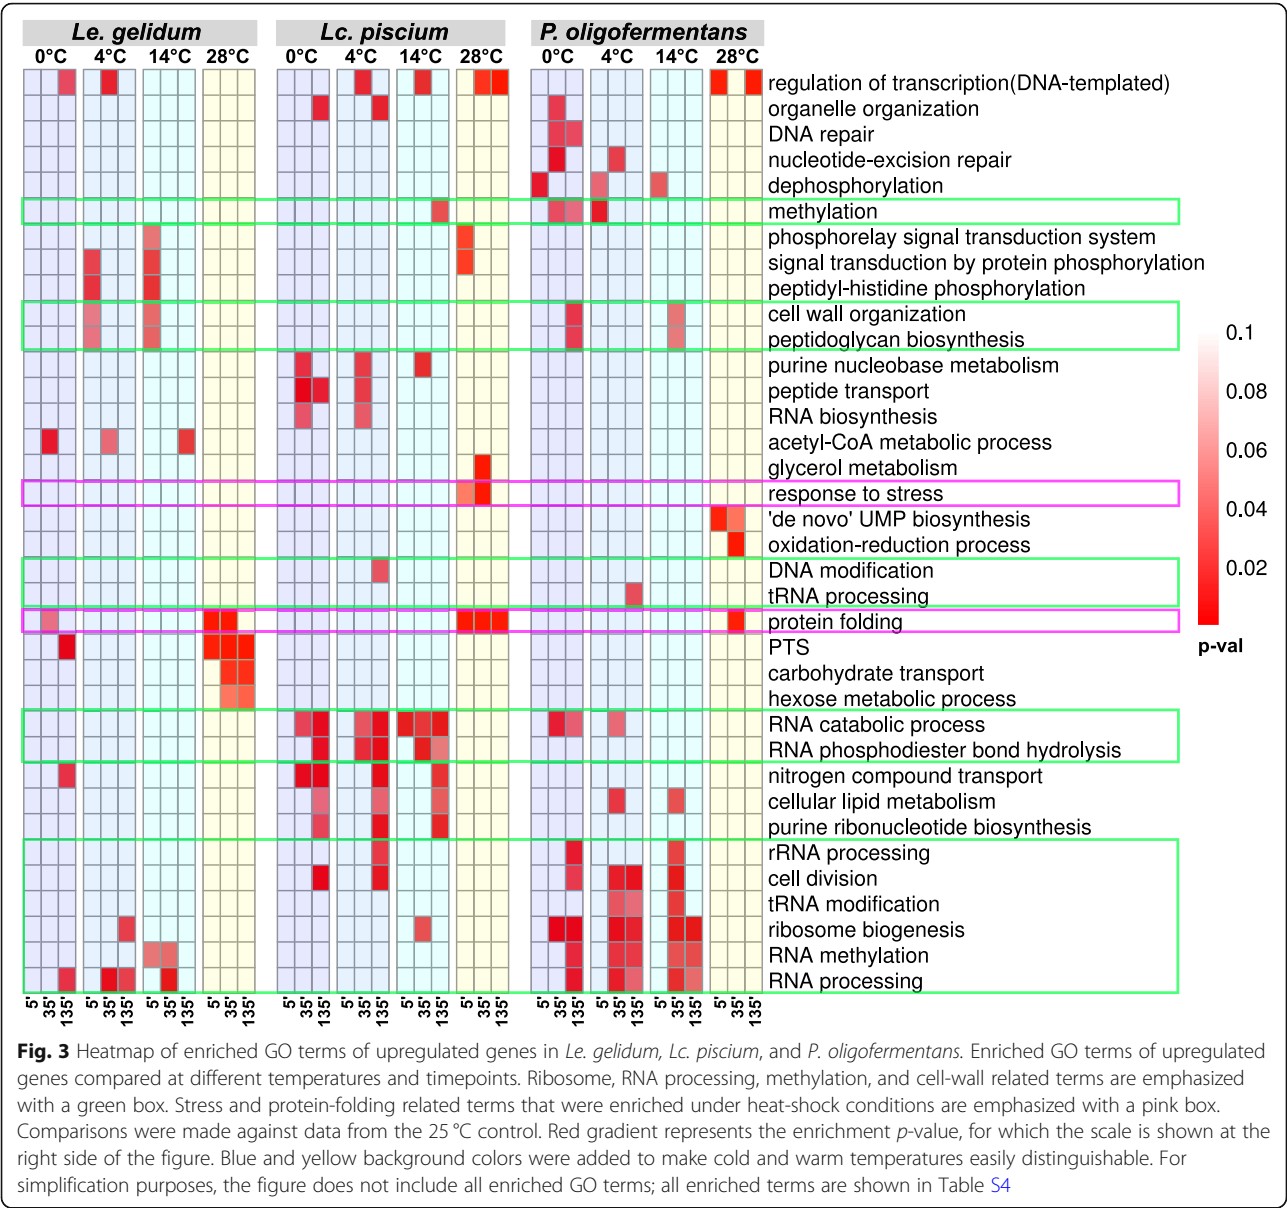 Le. gelidum Lc. piscium P. oligofermentans
0°C 4°C 14°C 28°C 0°C 4°C 14°C 28°C 0°C 4°C 14°C 28°C
regulation of transcription(DNA-templated)
organelle organization
DNA repair
nucleotide-excision repair
dephosphorylation
methylation
phosphorelay signal transduction system
signal transduction by protein phosphorylation
peptidyl-histidine phosphorylation
cell wall organization
peptidoglycan biosynthesis
purine nucleobase metabolism
peptide transport
RNA biosynthesis
acetyl-CoA metabolic process
glycerol metabolism
response to stress
'de novo' UMP biosynthesis
oxidation-reduction process
DNA modification
tRNA processing
protein folding
PTS
carbohydrate transport
hexose metabolic process
RNA catabolic process
RNA phosphodiester bond hydrolysis
nitrogen compound transport
cellular lipid metabolism
purine ribonucleotide biosynthesis
rRNA processing
cell division
tRNA modification
ribosome biogenesis
RNA methylation
RNA processing
0.1
0.08
0.06
0.04
0.02
p-val
5' 35' 135' 5' 35' 135' 5' 35' 135' 5' 35' 135' 5' 35' 135' 5' 35' 135' 5' 35' 135' 5' 35' 135' 5' 35' 135' 5' 35' 135' 5' 35' 135' 5' 35' 135'
Fig. 3 Heatmap of enriched GO terms of upregulated genes in Le. gelidum, Lc. piscium, and P. oligofermentans. Enriched GO terms of upregulated
genes compared at different temperatures and timepoints. Ribosome, RNA processing, methylation, and cell-wall related terms are emphasized
with a green box. Stress and protein-folding related terms that were enriched under heat-shock conditions are emphasized with a pink box.
Comparisons were made against data from the 25 °C control. Red gradient represents the enrichment p-value, for which the scale is shown at the
right side of the figure. Blue and yellow background colors were added to make cold and warm temperatures easily distinguishable. For
simplification purposes, the figure does not include all enriched GO terms; all enriched terms are shown in Table S4